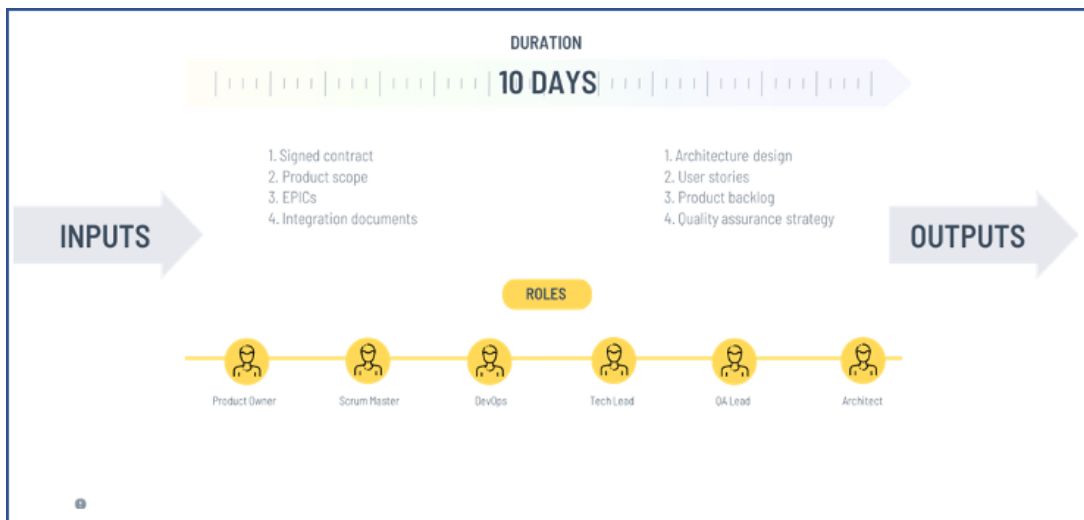 DURATION
10 DAYS
1. Signed contract
2. Product scope
3. EPICs
4. Integration documents
1. Architecture design
2. User stories
3. Product backlog
4. Quality assurance strategy
INPUTS
OUTPUTS
ROLES
Product Owner
Scrum Master
DevOps
Tech Lead
QA Lead
Architect